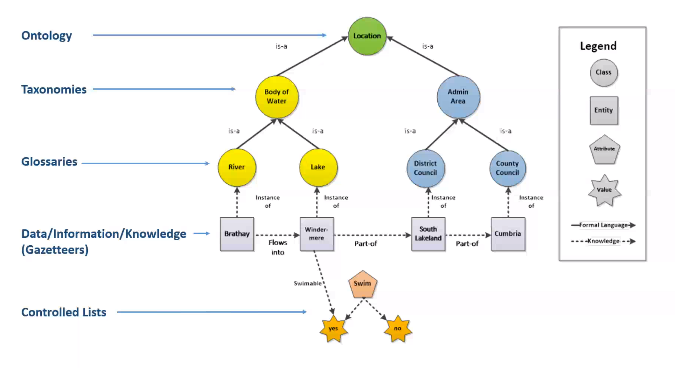 Ontology
Location
Legend
is-a
is-a
Class
Taxonomies
Body of
Water
Admin
Area
Entity
is-a
is-a
is-a
is-a
Attribute
Glossaries
River
Lake
District
Council
County
Council
Value
Instance
of
Instance
of
Instance
of
Instance
of
Formal Language
Knowledge
Data/Information/Knowledge
(Gazetteers)
Brathay
Flows
into
Winder-
mere
Part-of
South
Lakeland
Part-of
Cumbria
Swimable
Swim
Controlled Lists
yes
no